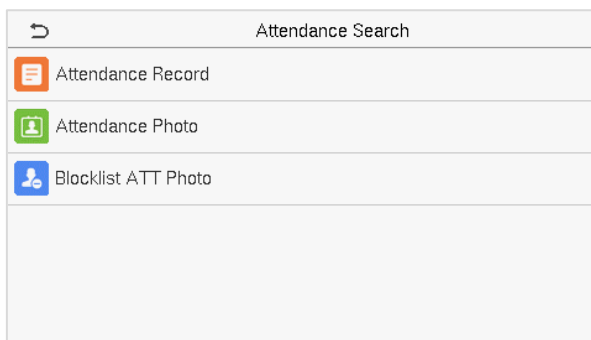 Attendance Search
Attendance Record
Attendance Photo
Blocklist ATT Photo